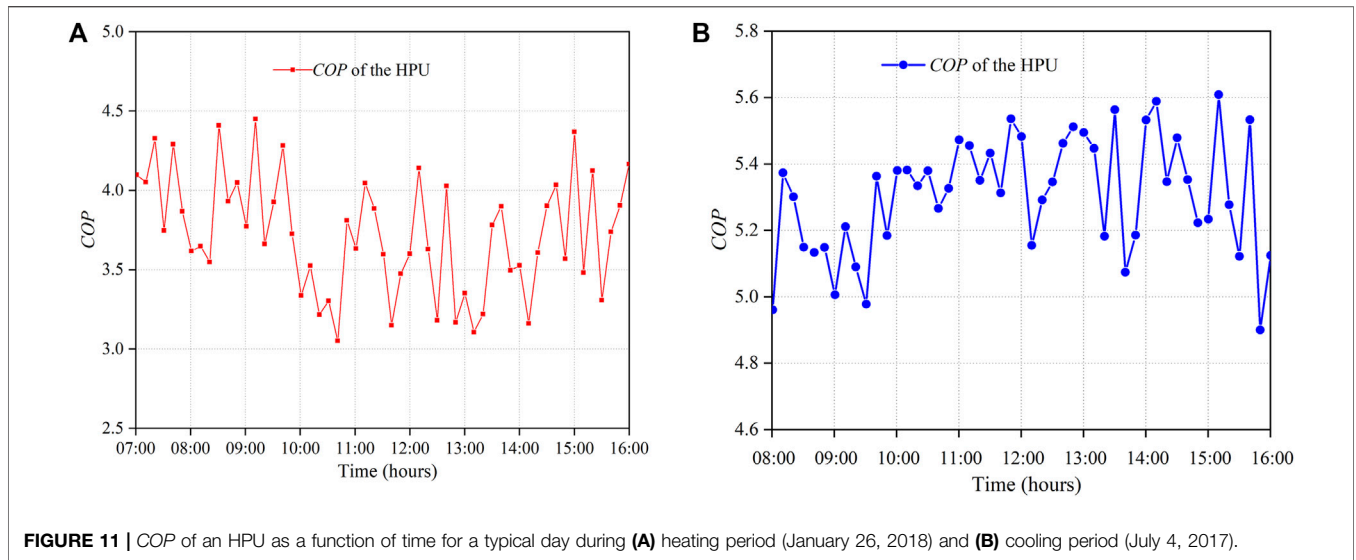 A
5.0
4.5
4.0
3.5
3.0
2.5
COP
COP of the HPU
07:00 08:00 09:00 10:00 11:00 12:00 13:00 14:00 15:00 16:00
Time (hours)
B
5.8
5.6
5.4
5.2
5.0
4.8
4.6
COP
COP of the HPU
08:00 09:00 10:00 11:00 12:00 13:00 14:00 15:00 16:00
Time (hours)
FIGURE 11 | COP of an HPU as a function of time for a typical day during (A) heating period (January 26, 2018) and (B) cooling period (July 4, 2017).